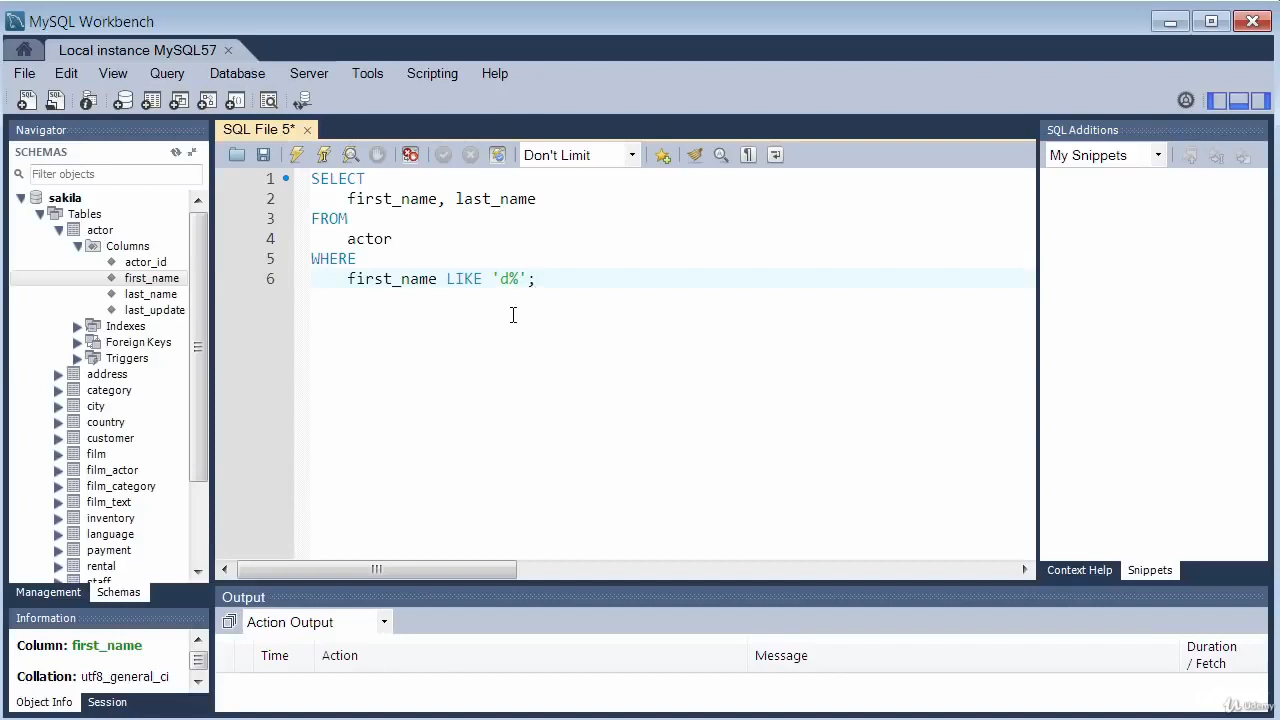 MySQL Workbench
Local instance MySQL57
File Edit View Query Database Server Tools Scripting Help
Navigator
SCHEMAS
Filter objects
sakila
Tables
actor
Columns
actor_id
first_name
last_name
last_update
Indexes
Foreign Keys
Triggers
address
category
city
country
customer
film
film_actor
film_category
film_text
inventory
language
payment
rental
staff
Management Schemas
Information
Column: first_name
Collation: utf8_general_ci
Object Info Session
SQL File 5*
Don't Limit
1 SELECT
2 first_name, last_name
3 FROM
4 actor
5 WHERE
6 first_name LIKE 'd%';
SQL Additions
My Snippets
Context Help Snippets
Output
Action Output
Time Action Message Duration / Fetch
Udemy